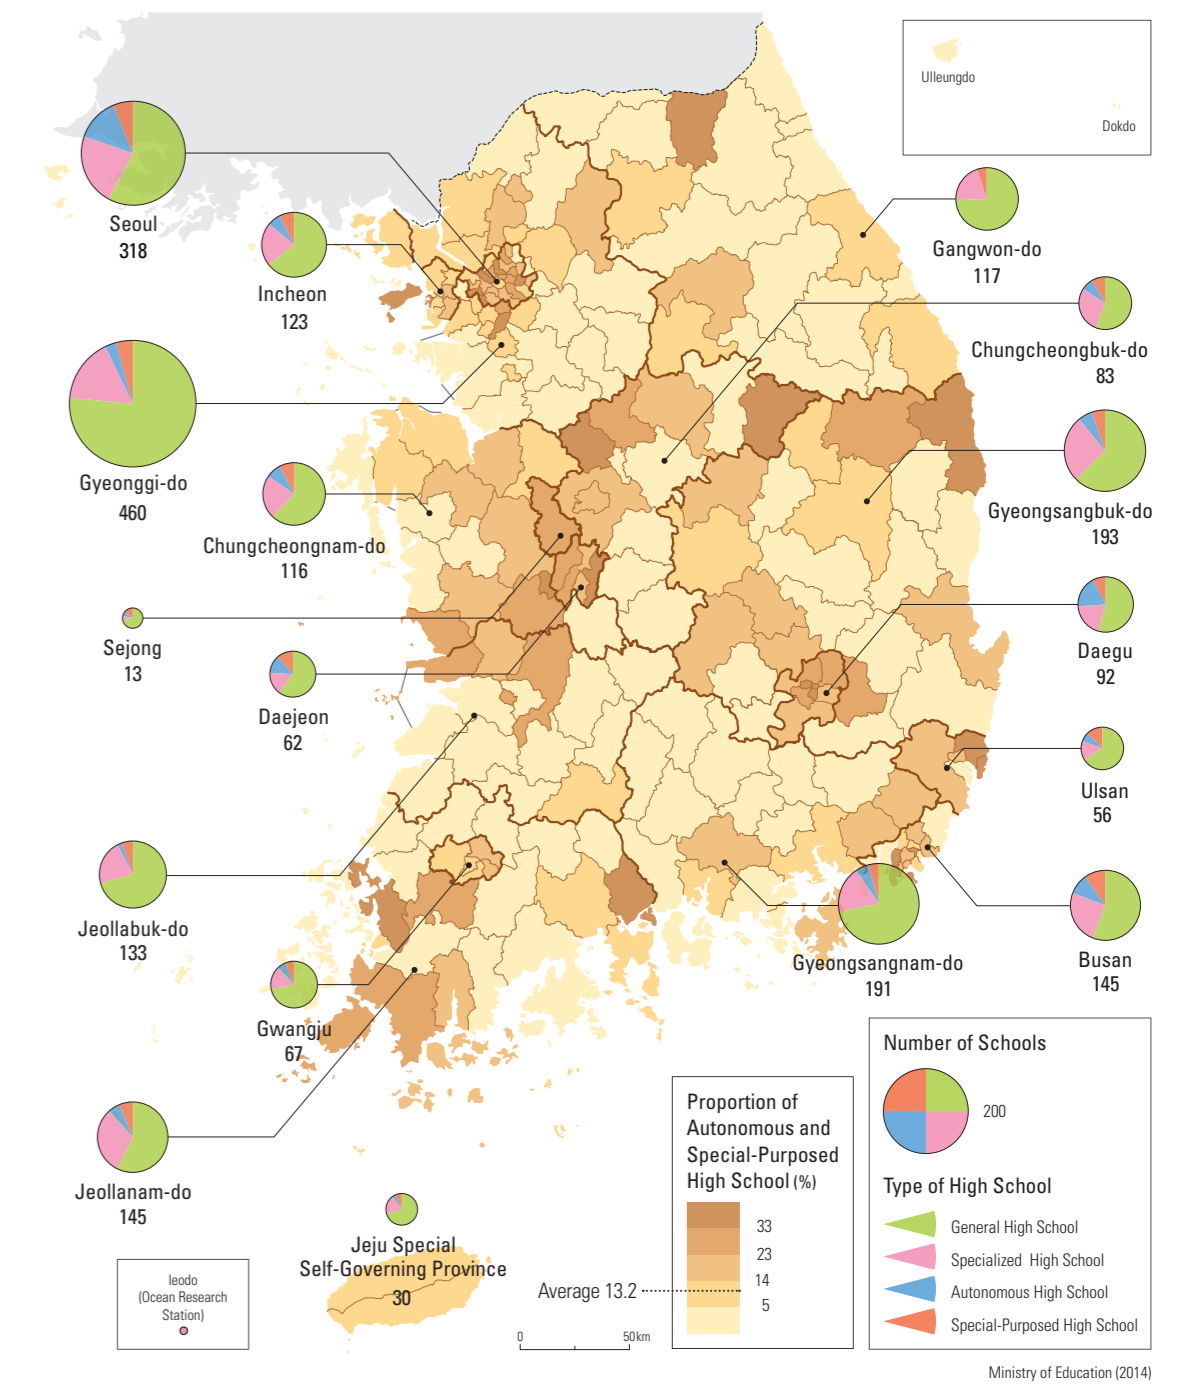 Ulleungdo
Dokdo
Seoul
318
Incheon
123
Gangwon-do
117
Chungcheongbuk-do
83
Gyeonggi-do
460
Gyeongsangbuk-do
193
Chungcheongnam-do
116
Sejong
13
Daegu
92
Daejeon
62
Ulsan
56
Jeollabuk-do
133
Gyeongsangnam-do
191
Busan
145
Gwangju
67
Jeollanam-do
145
Jeju Special
Self-Governing Province
30
Ieodo
(Ocean Research
Station)
0 50km
Average 13.2
Proportion of
Autonomous and
Special-Purposed
High School (%)
33
23
14
5
Number of Schools
200
Type of High School
General High School
Specialized High School
Autonomous High School
Special-Purposed High School
Ministry of Education (2014)